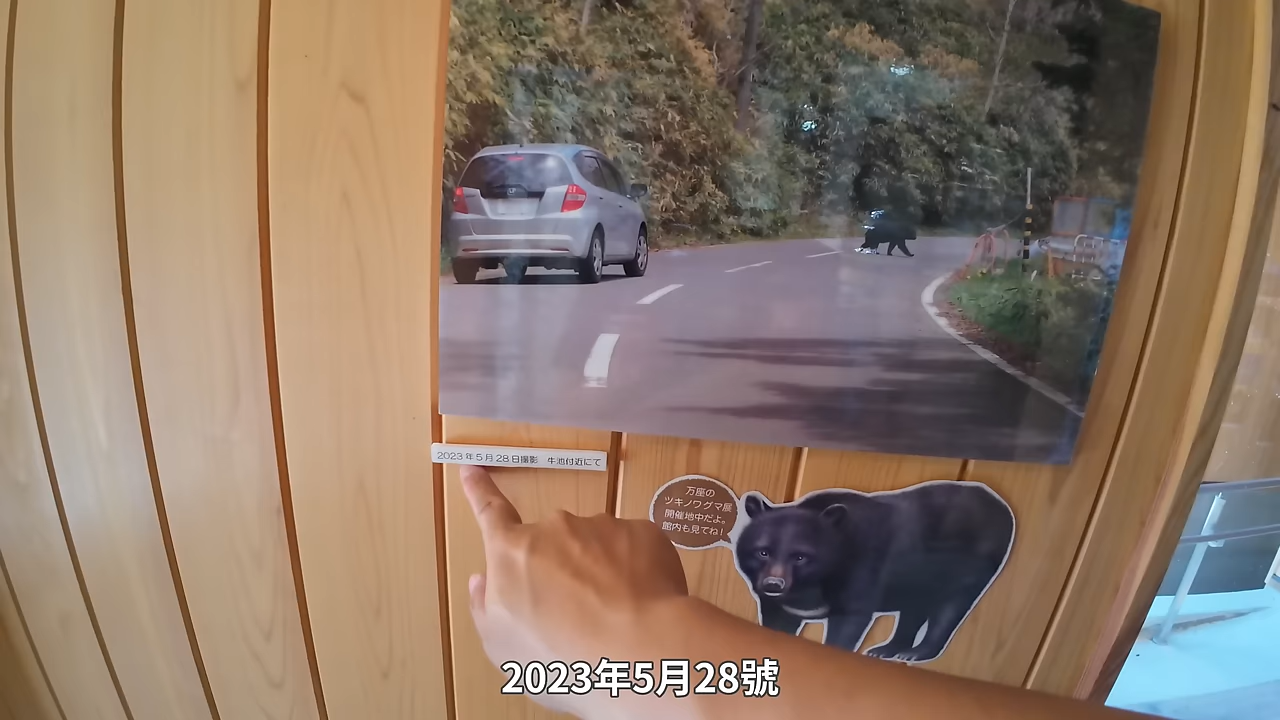 2023年5月28日撮影 牛池付近にて
万座の
ツキノワグマ展
開催地中だよ。
館内も見てね!
2023年5月28號